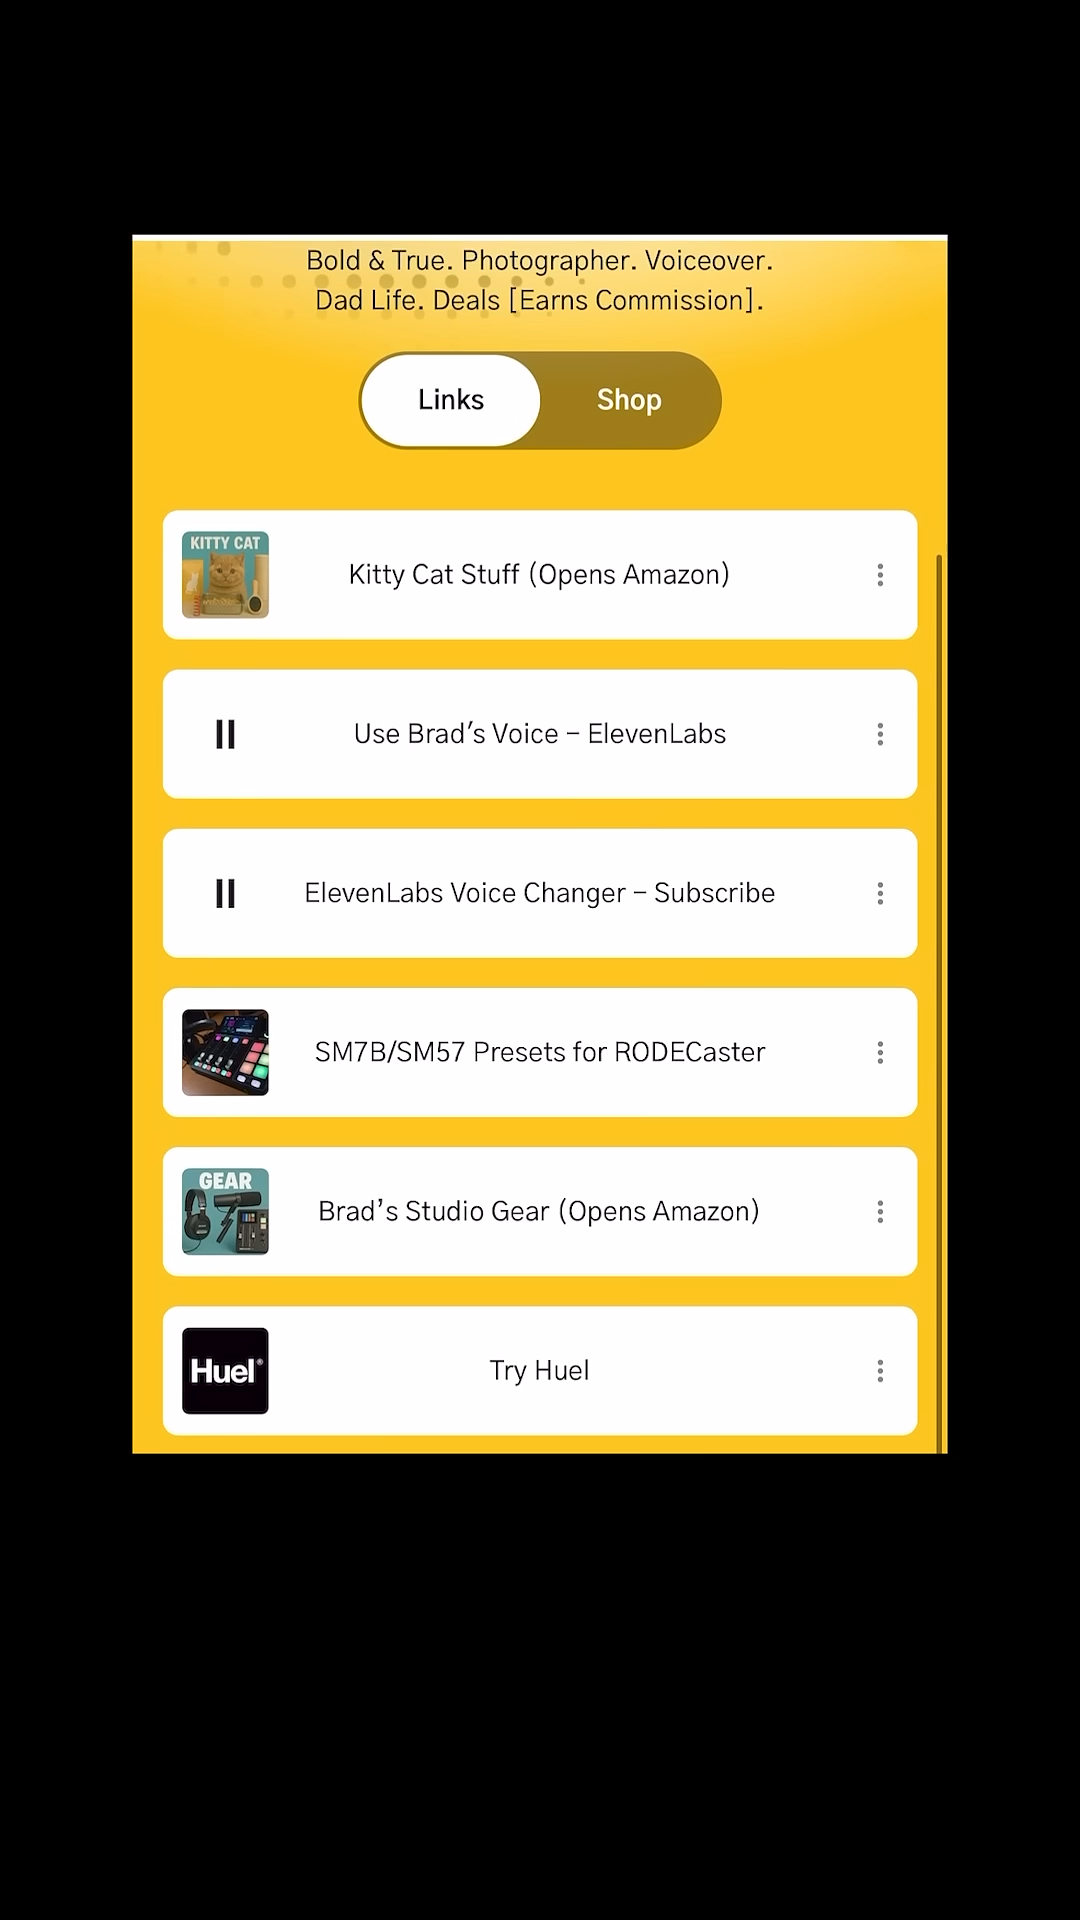 Bold & True. Photographer. Voiceover.
Dad Life. Deals [Earns Commission].
Links
Shop
KITTY CAT
Kitty Cat Stuff (Opens Amazon)
Use Brad's Voice – ElevenLabs
ElevenLabs Voice Changer – Subscribe
SM7B/SM57 Presets for RODECaster
GEAR
Brad’s Studio Gear (Opens Amazon)
Huel®
Try Huel